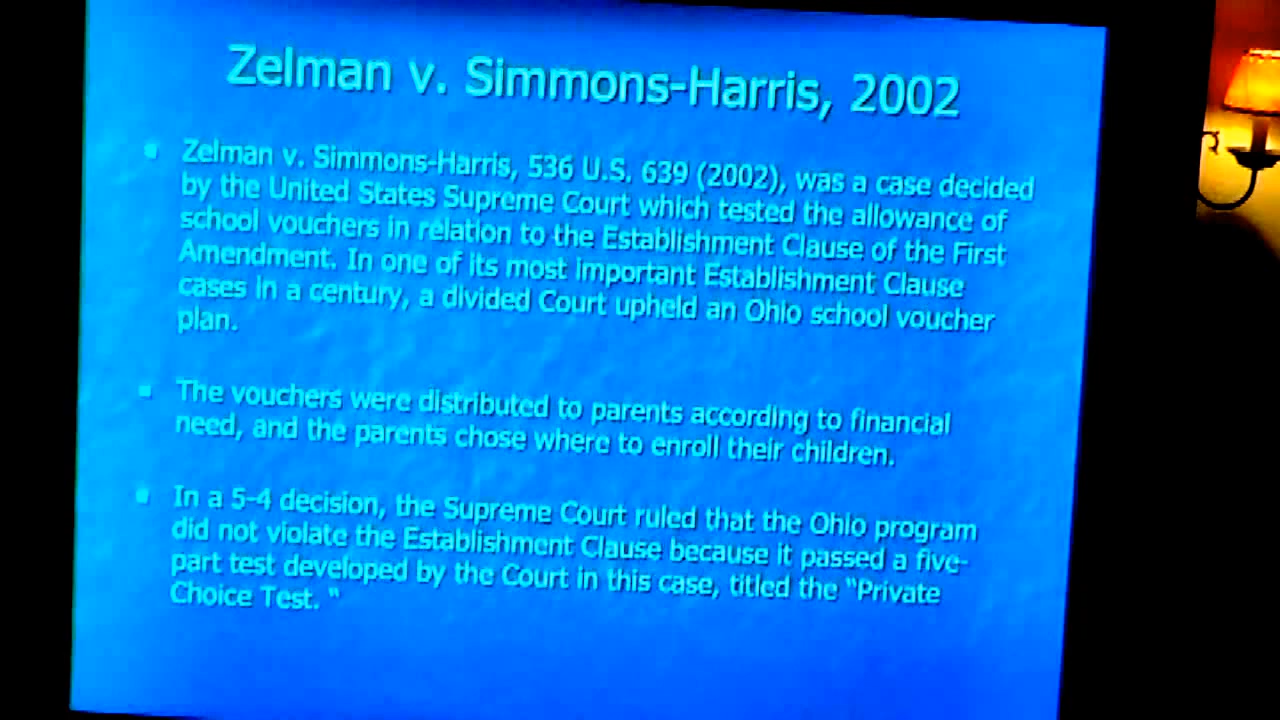 Zelman v. Simmons-Harris, 2002
Zelman v. Simmons-Harris, 536 U.S. 639 (2002), was a case decided
by the United States Supreme Court which tested the allowance of
school vouchers in relation to the Establishment Clause of the First
Amendment. In one of its most important Establishment Clause
cases in a century, a divided Court upheld an Ohio school voucher
plan.
The vouchers were distributed to parents according to financial
need, and the parents chose where to enroll their children.
In a 5-4 decision, the Supreme Court ruled that the Ohio program
did not violate the Establishment Clause because it passed a five-
part test developed by the Court in this case, titled the "Private
Choice Test. "